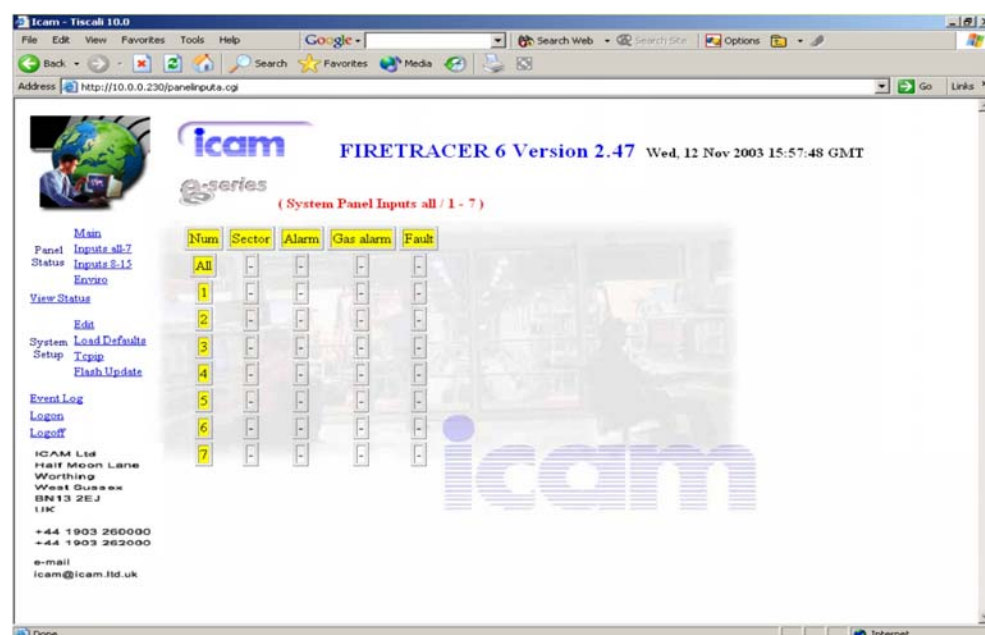 Icam - Tiscali 10.0
File Edit View Favorites Tools Help
Google - Search Web Search Site Options
Back Search Favorites Media
Address http://10.0.0.230/panelinputa.cgi Go Links
icam
FIRETRACER 6 Version 2.47 Wed, 12 Nov 2003 15:57:48 GMT
e-series
( System Panel Inputs all / 1 - 7 )
Panel Status
Main
Inputs all-7
Inputs 8-15
Enviro
View Status
System Setup
Edit
Load Defaults
Tcpip
Flash Update
Event Log
Logon
Logoff
ICAM Ltd
Half Moon Lane
Worthing
West Sussex
BN13 2EJ
UK
+44 1903 260000
+44 1903 262000
e-mail
icam@icam.ltd.uk
Num Sector Alarm Gas alarm Fault
All - - - -
1 - - - -
2 - - - -
3 - - - -
4 - - - -
5 - - - -
6 - - - -
7 - - - -
icam
Done Internet